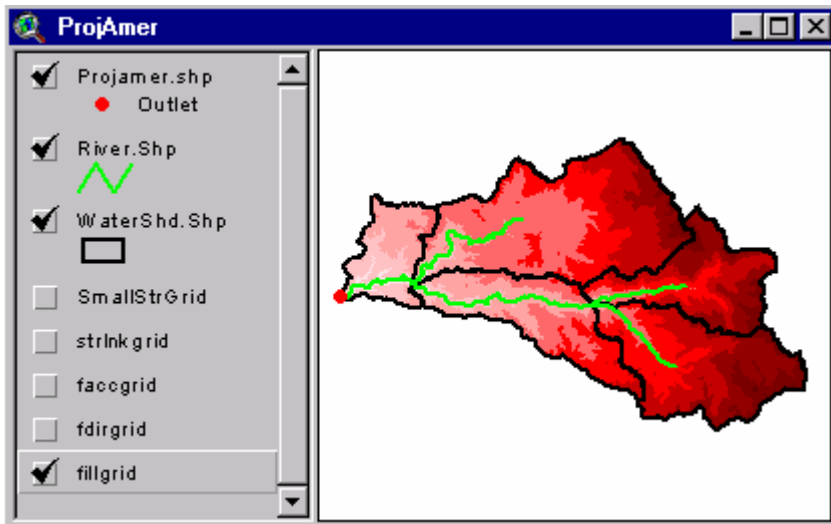 ProjAmer
Projamer.shp
Outlet
River.Shp
WaterShd.Shp
SmallStrGrid
strlnkgrid
faccgrid
fdirgrid
fillgrid